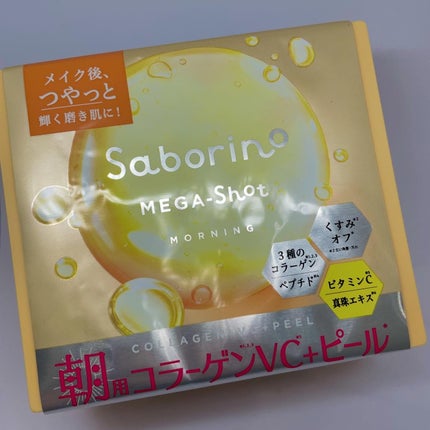 メイク後、
つやっと
輝く磨き肌に!
Saborino
MEGA-Shot
MORNING
くすみ
オフ
3種の
コラーゲン
ペプチド
ビタミンC
真珠エキス
COLLAGEN VC+PEEL
朝用コラーゲンVC+ピール